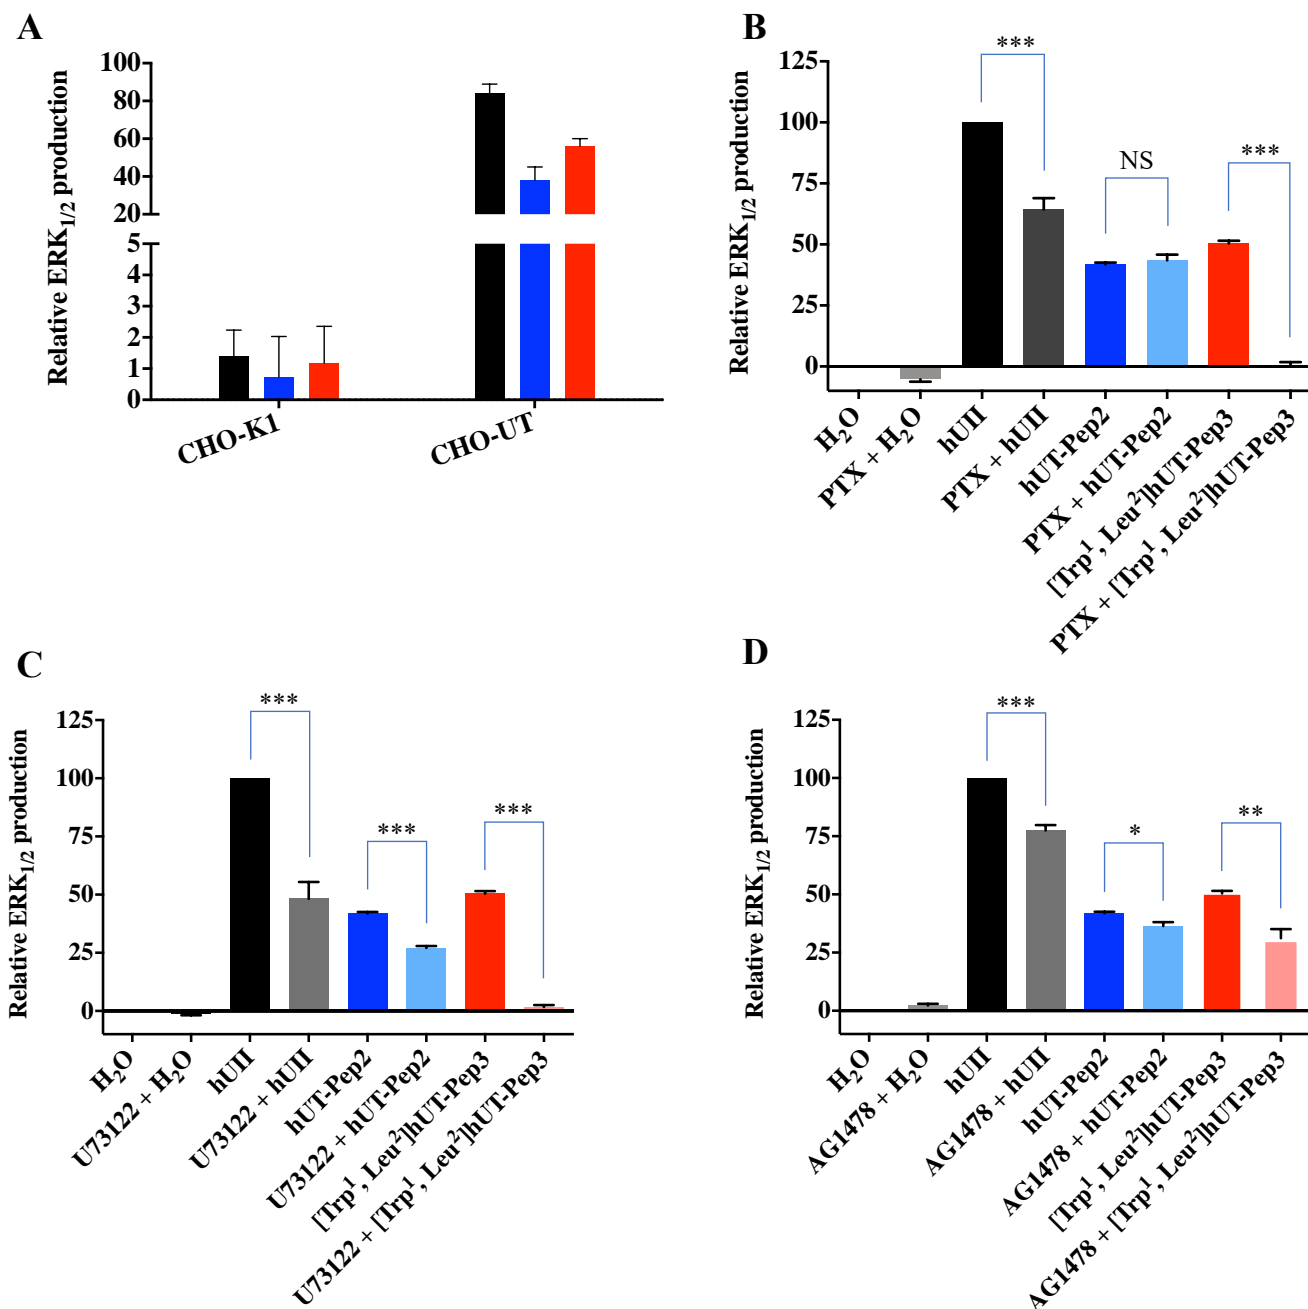 A
Relative ERK1/2 production
100
80
60
40
20
5
4
3
2
1
0
CHO-K1
CHO-UT
B
Relative ERK1/2 production
125
100
75
50
25
0
***
NS
***
H2O
PTX + H2O
hUII
PTX + hUII
hUT-Pep2
PTX + hUT-Pep2
[Trp1, Leu2]hUT-Pep3
PTX + [Trp1, Leu2]hUT-Pep3
C
Relative ERK1/2 production
125
100
75
50
25
0
***
***
***
H2O
U73122 + H2O
hUII
U73122 + hUII
hUT-Pep2
U73122 + hUT-Pep2
[Trp1, Leu2]hUT-Pep3
U73122 + [Trp1, Leu2]hUT-Pep3
D
Relative ERK1/2 production
125
100
75
50
25
0
***
*
**
H2O
AG1478 + H2O
hUII
AG1478 + hUII
hUT-Pep2
AG1478 + hUT-Pep2
[Trp1, Leu2]hUT-Pep3
AG1478 + [Trp1, Leu2]hUT-Pep3